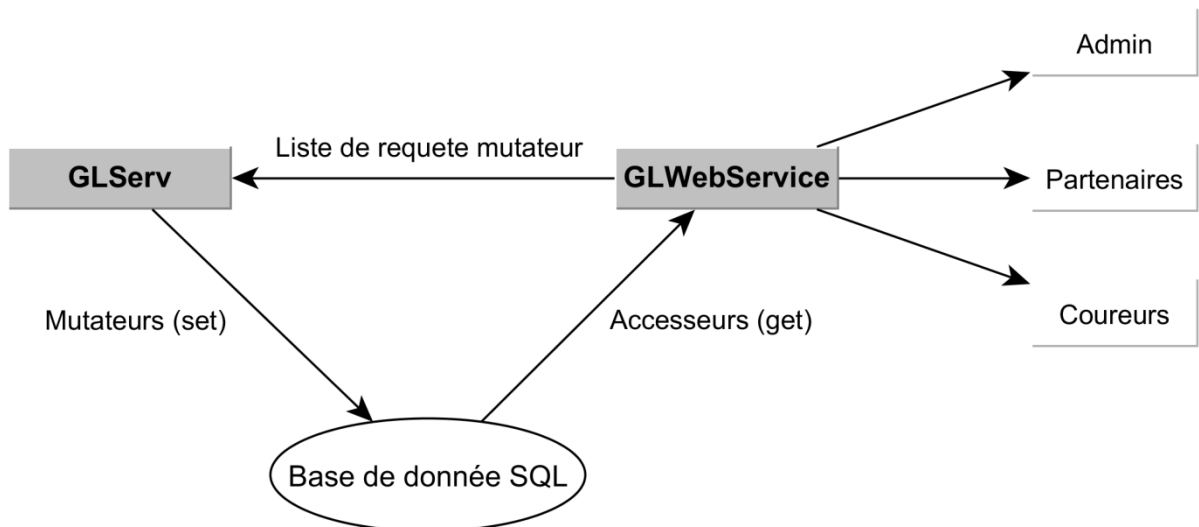 Admin
Liste de requete mutateur
GLServ
GLWebService
Partenaires
Mutateurs (set)
Accesseurs (get)
Coureurs
Base de donnée SQL